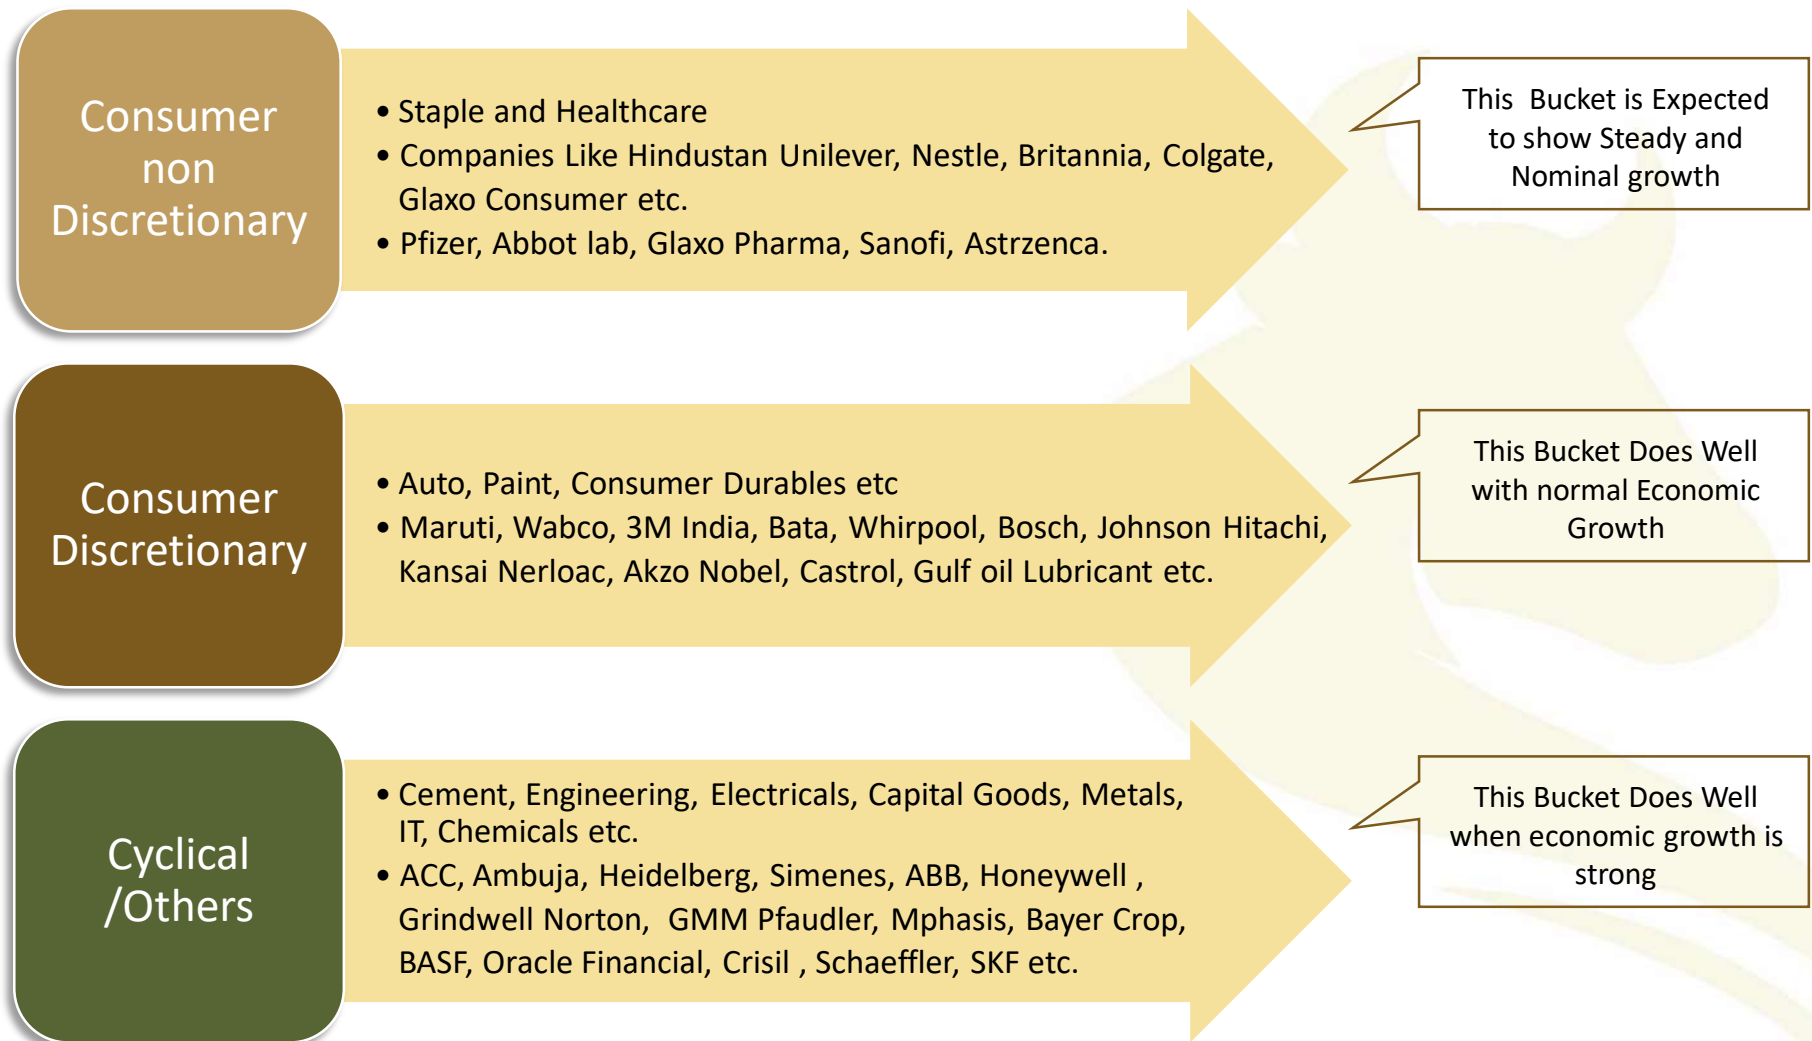 Consumer
non
Discretionary
• Staple and Healthcare
• Companies Like Hindustan Unilever, Nestle, Britannia, Colgate,
Glaxo Consumer etc.
• Pfizer, Abbot lab, Glaxo Pharma, Sanofi, Astrzenca.
This Bucket is Expected
to show Steady and
Nominal growth
Consumer
Discretionary
• Auto, Paint, Consumer Durables etc
• Maruti, Wabco, 3M India, Bata, Whirpool, Bosch, Johnson Hitachi,
Kansai Nerloac, Akzo Nobel, Castrol, Gulf oil Lubricant etc.
This Bucket Does Well
with normal Economic
Growth
Cyclical
/Others
• Cement, Engineering, Electricals, Capital Goods, Metals,
IT, Chemicals etc.
• ACC, Ambuja, Heidelberg, Simenes, ABB, Honeywell ,
Grindwell Norton, GMM Pfaudler, Mphasis, Bayer Crop,
BASF, Oracle Financial, Crisil , Schaeffler, SKF etc.
This Bucket Does Well
when economic growth is
strong